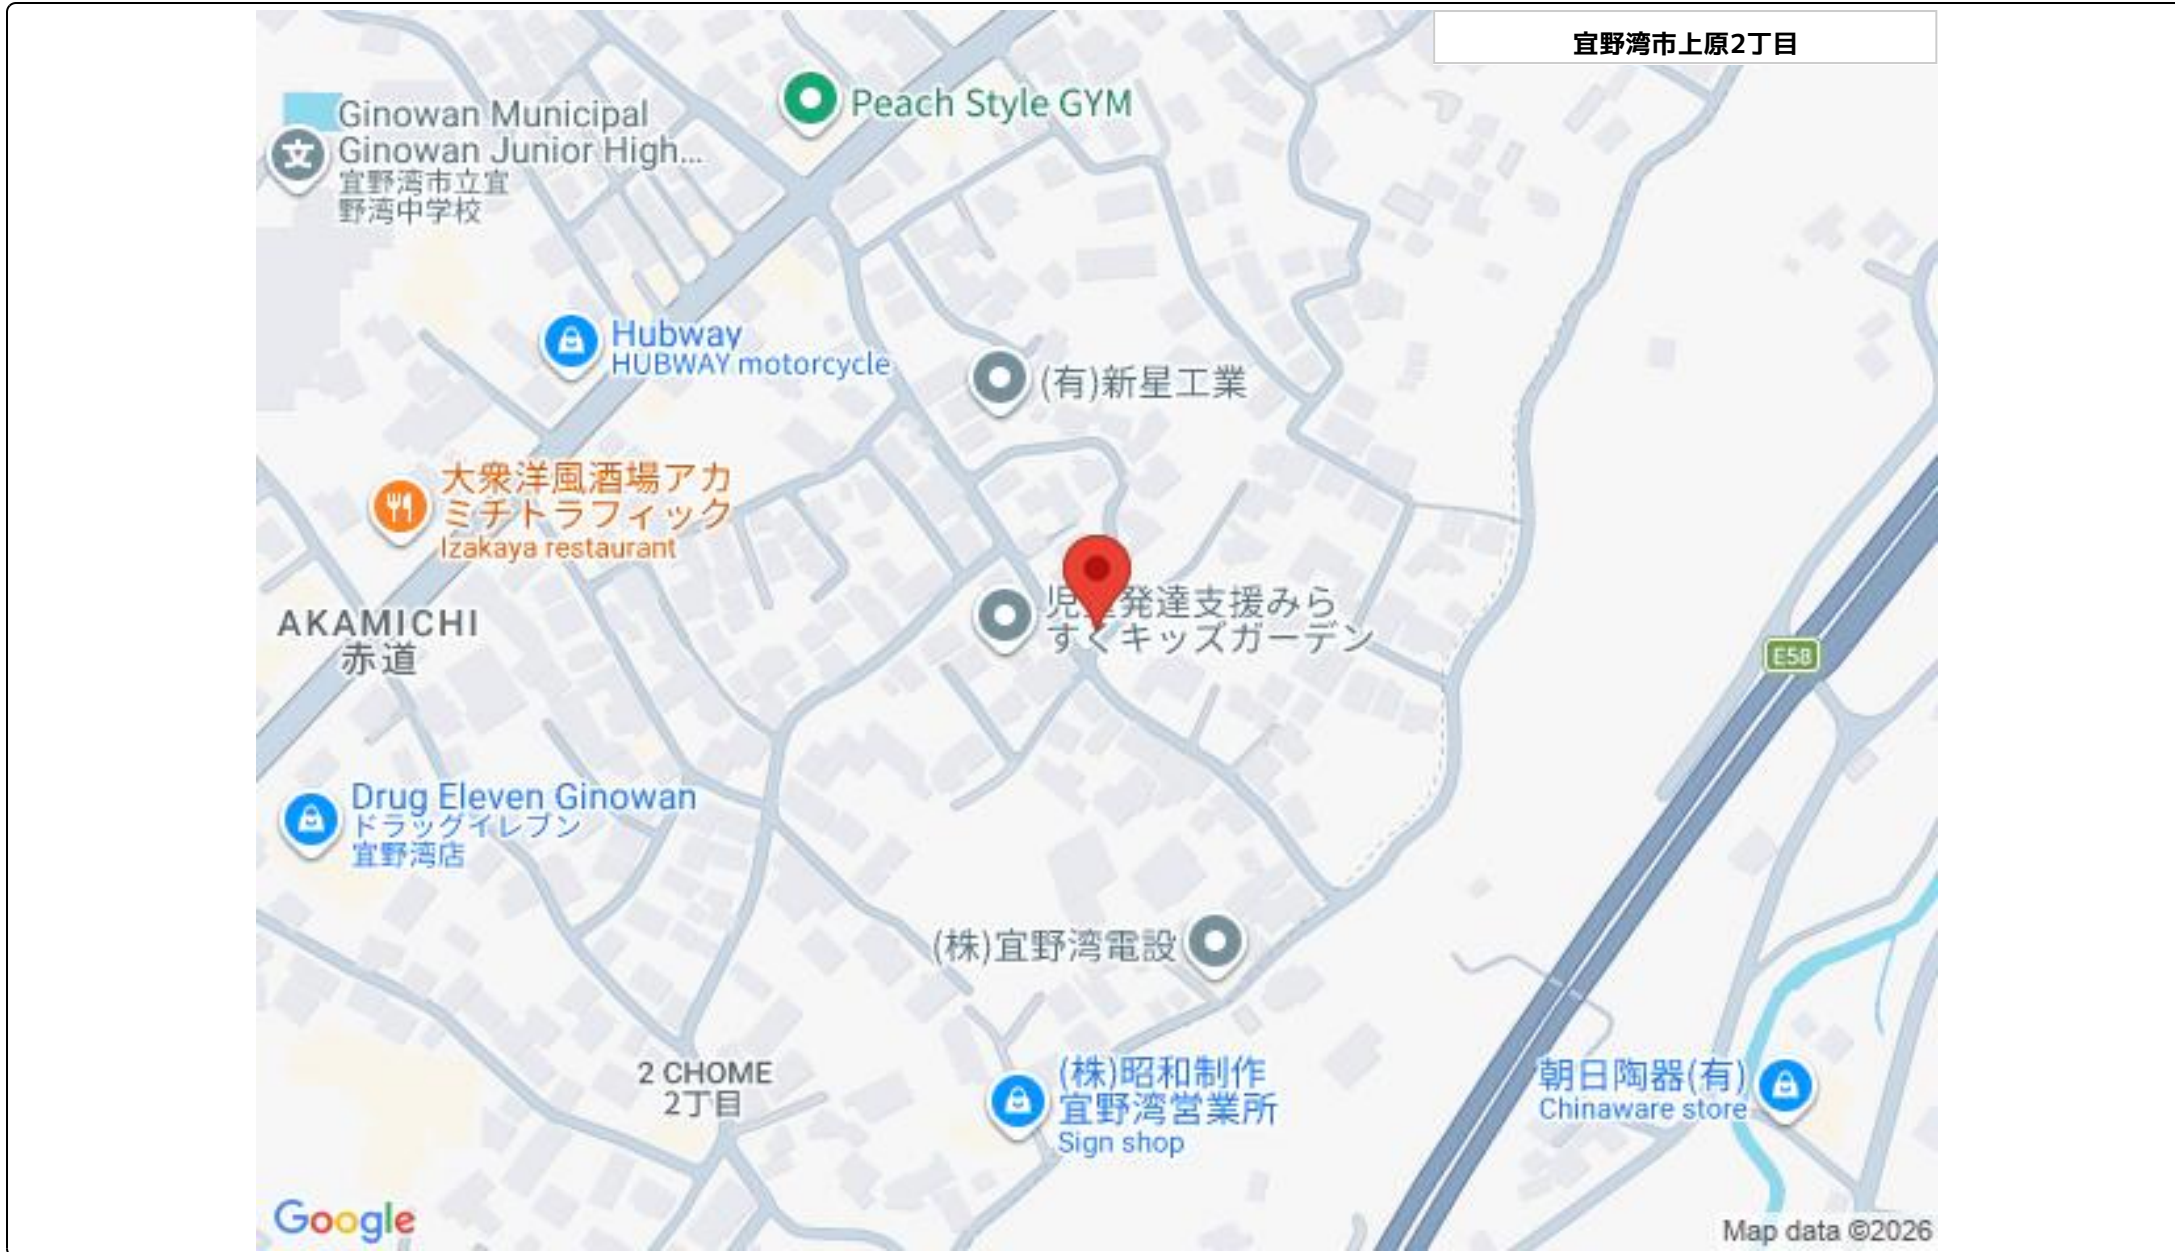 宜野湾市上原2丁目
Peach Style GYM
Ginowan Municipal
Ginowan Junior High...
宜野湾市立宜
野湾中学校
Hubway
HUBWAY motorcycle
(有)新星工業
大衆洋風酒場アカ
ミチトラフィック
Izakaya restaurant
児 発達支援みら
すくキッズガーデン
AKAMICHI
赤道
E58
Drug Eleven Ginowan
ドラッグイレブン
宜野湾店
(株)宜野湾電設
2 CHOME
2丁目
(株)昭和制作
宜野湾営業所
Sign shop
朝日陶器(有)
Chinaware store
Google
Map data ©2026